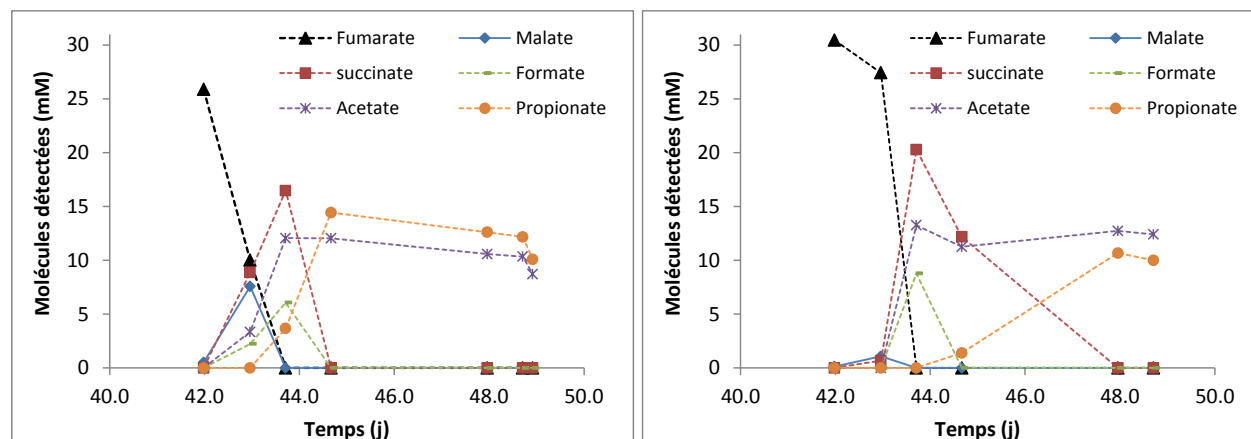 Molécules détectées (mM)
30
25
20
15
10
5
0
Fumarate
Malate
succinate
Formate
Acetate
Propionate
40.0 42.0 44.0 46.0 48.0 50.0
Temps (j)
Molécules détectées (mM)
30
25
20
15
10
5
0
Fumarate
Malate
succinate
Formate
Acetate
Propionate
40.0 42.0 44.0 46.0 48.0 50.0
Temps (j)